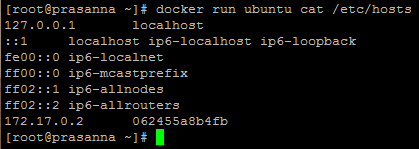 [root@prasanna ~]# docker run ubuntu cat /etc/hosts
127.0.0.1       localhost
::1     localhost ip6-localhost ip6-loopback
fe00::0 ip6-localnet
ff00::0 ip6-mcastprefix
ff02::1 ip6-allnodes
ff02::2 ip6-allrouters
172.17.0.2      062455a8b4fb
[root@prasanna ~]#